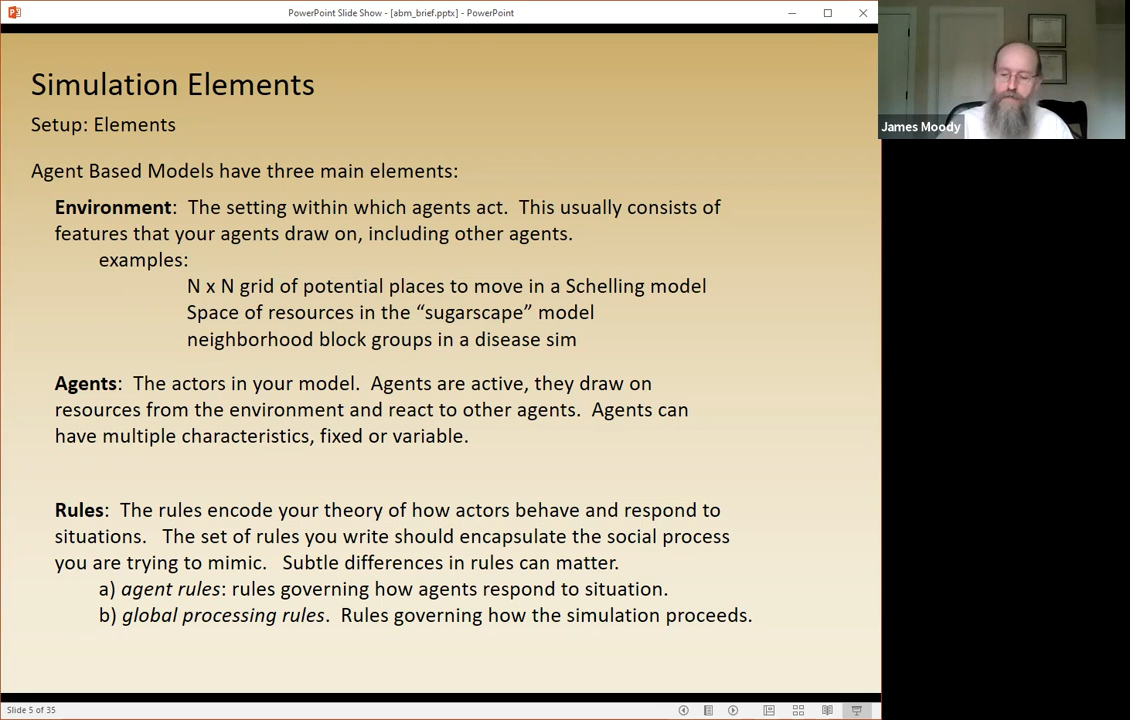 PowerPoint Slide Show - [abm_brief.pptx] - PowerPoint
Simulation Elements
Setup: Elements
Agent Based Models have three main elements:
Environment:  The setting within which agents act.  This usually consists of
features that your agents draw on, including other agents.
examples:
N x N grid of potential places to move in a Schelling model
Space of resources in the “sugarscape” model
neighborhood block groups in a disease sim
Agents:  The actors in your model.  Agents are active, they draw on
resources from the environment and react to other agents.  Agents can
have multiple characteristics, fixed or variable.
Rules:  The rules encode your theory of how actors behave and respond to
situations.   The set of rules you write should encapsulate the social process
you are trying to mimic.   Subtle differences in rules can matter.
a) agent rules: rules governing how agents respond to situation.
b) global processing rules.  Rules governing how the simulation proceeds.
Slide 5 of 35
James Moody